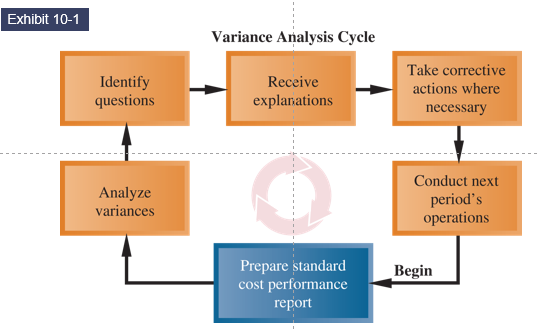 Exhibit 10-1
Variance Analysis Cycle
Identify
questions
Receive
explanations
Take corrective
actions where
necessary
Analyze
variances
Conduct next
period's
operations
Prepare standard
cost performance
report
Begin